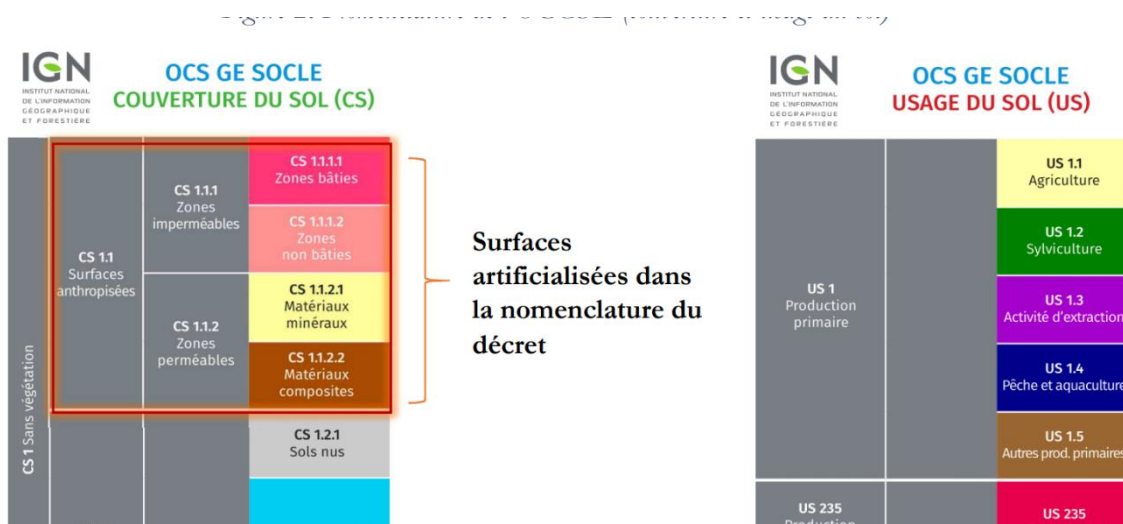 IGN
INSTITUT NATIONAL
DE L'INFORMATION
GÉOGRAPHIQUE
ET FORESTIÈRE
OCS GE SOCLE
COUVERTURE DU SOL (CS)
CS 1 Sans végétation
CS 1.1
Surfaces
anthropisées
CS 1.1.1
Zones
imperméables
CS 1.1.1.1
Zones bâties
CS 1.1.1.2
Zones
non bâties
CS 1.1.2
Zones
perméables
CS 1.1.2.1
Matériaux
minéraux
CS 1.1.2.2
Matériaux
composites
CS 1.2.1
Sols nus
Surfaces
artificialisées dans
la nomenclature du
décret
IGN
INSTITUT NATIONAL
DE L'INFORMATION
GÉOGRAPHIQUE
ET FORESTIÈRE
OCS GE SOCLE
USAGE DU SOL (US)
US 1
Production
primaire
US 1.1
Agriculture
US 1.2
Sylviculture
US 1.3
Activité d'extraction
US 1.4
Pêche et aquaculture
US 1.5
Autres prod. primaires
US 235
Production
US 235